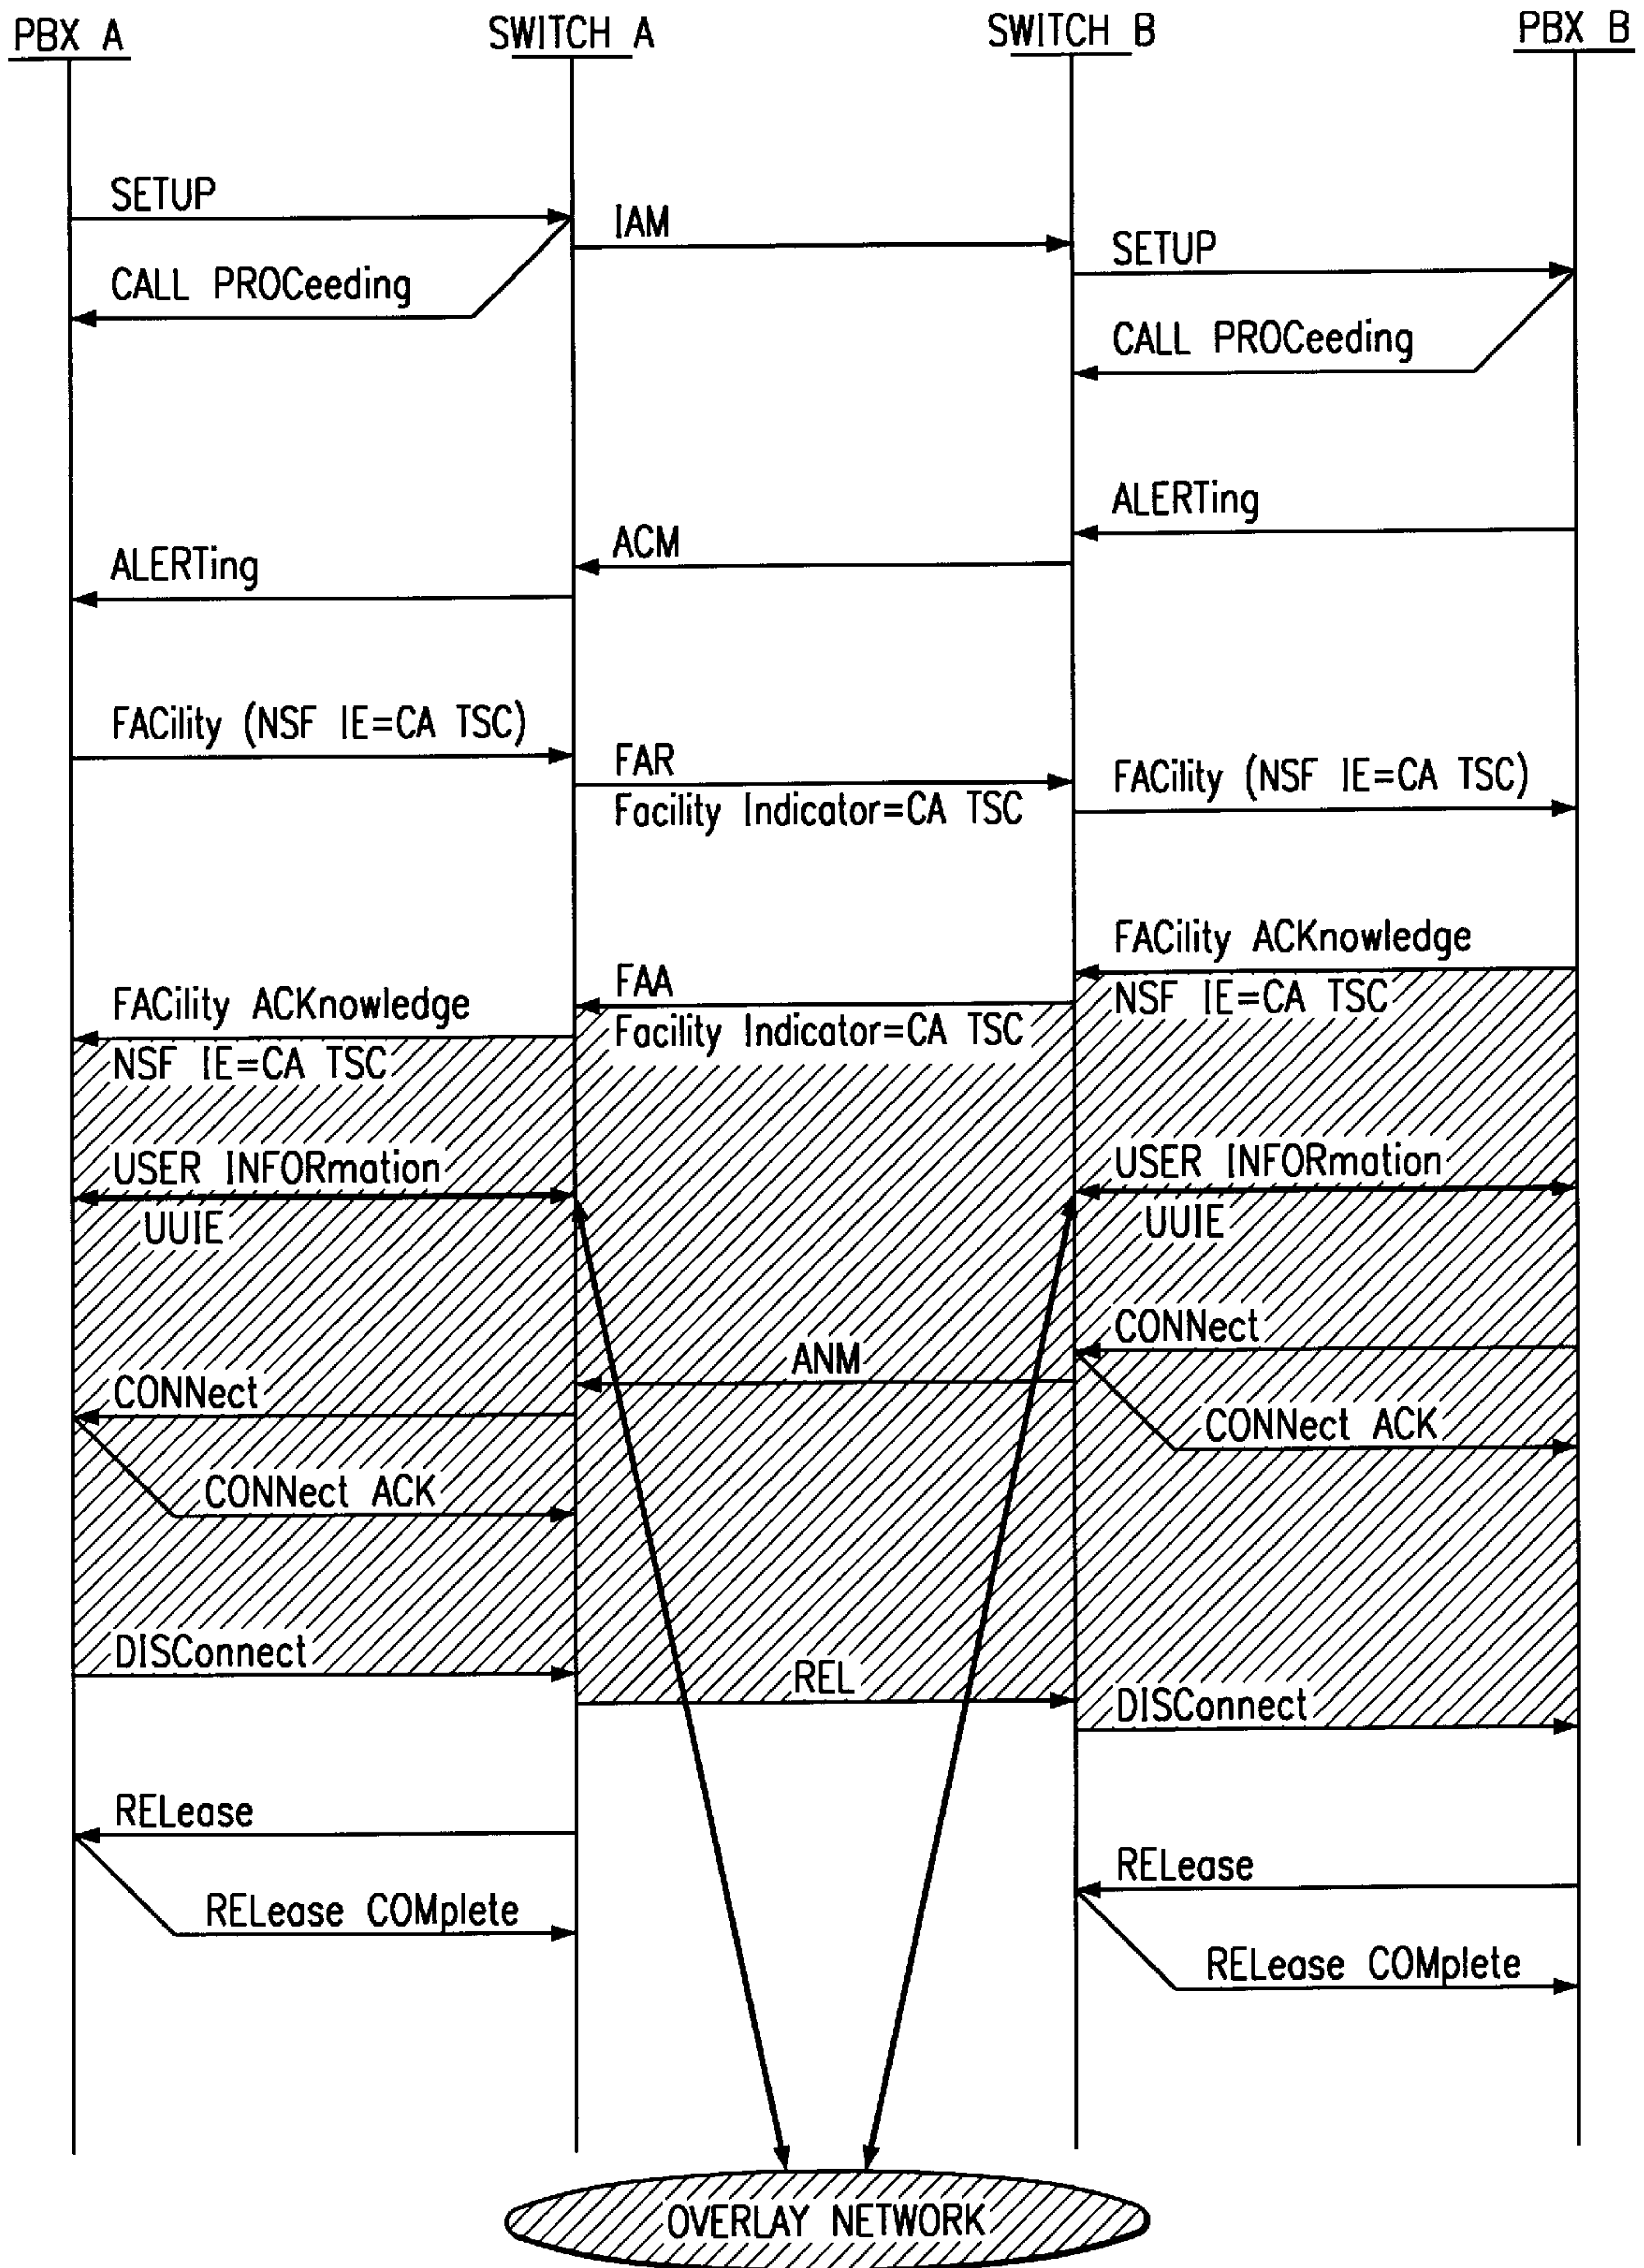 PBX A
SWITCH A
SWITCH B
PBX B
SETUP
IAM
SETUP
CALL PROCeeding
CALL PROCeeding
ALERTing
ACM
ALERTing
FACility (NSF IE=CA TSC)
FAR
Facility Indicator=CA TSC
FACility (NSF IE=CA TSC)
FACility ACKnowledge
NSF IE=CA TSC
FAA
Facility Indicator=CA TSC
FACility ACKnowledge
NSF IE=CA TSC
USER INFORmation
UUIE
USER INFORmation
UUIE
CONNect
ANM
CONNect
CONNect ACK
CONNect ACK
DISConnect
REL
DISConnect
RELease
RELease
RELease COMplete
RELease COMplete
OVERLAY NETWORK